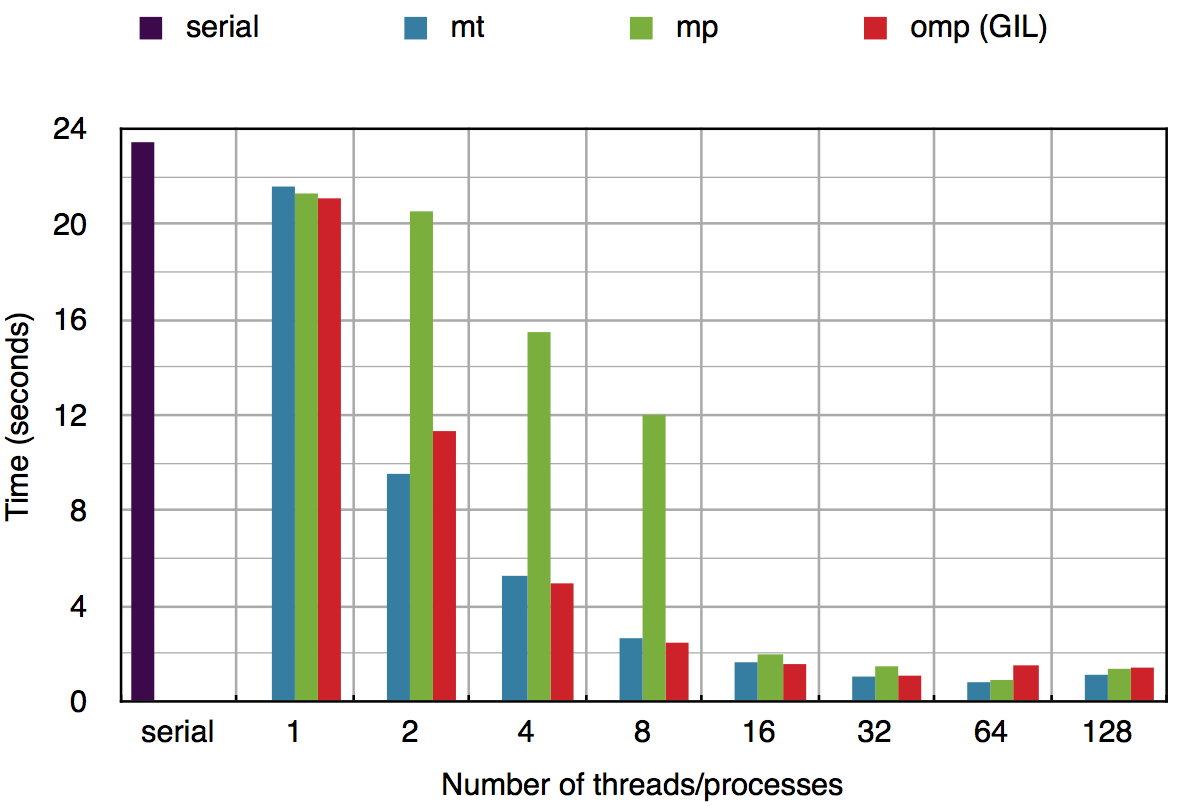 serial mt mp omp (GIL)
24
20
16
12
8
4
0
Time (seconds)
serial 1 2 4 8 16 32 64 128
Number of threads/processes